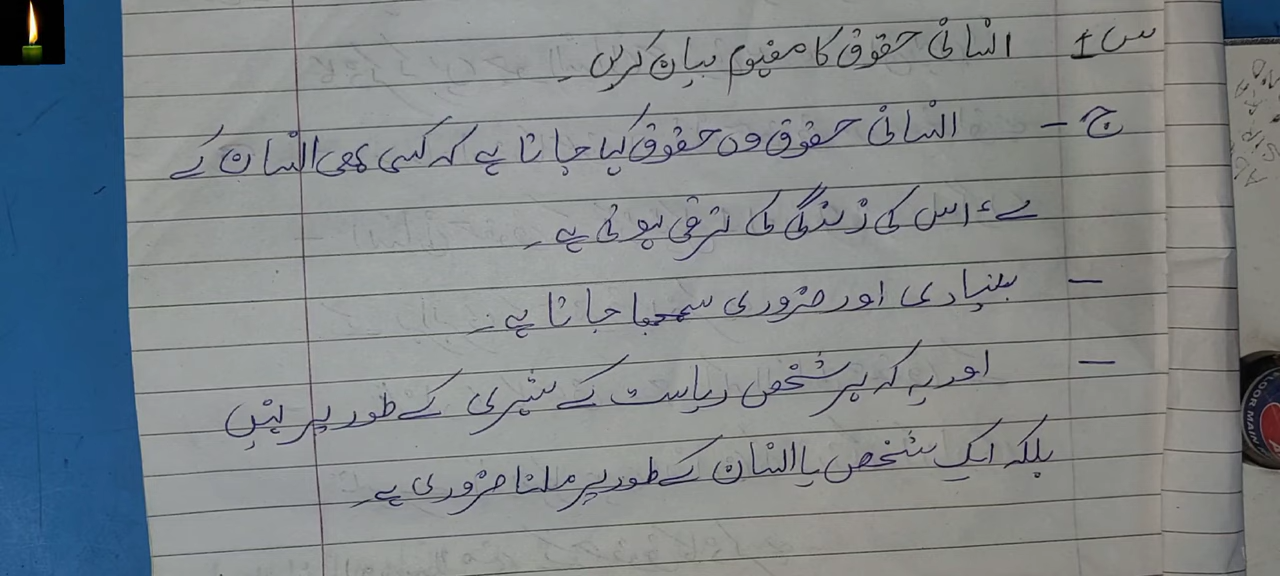 س 1 انسانی حقوق کا مفہوم بیان کریں۔
ج - انسانی حقوق وہ حقوق کہا جاتا ہے کہ کسی بھی انسان کے
لئے اس کی زندگی کی ترقی ہوتی ہے۔
- بنیادی اور ضروری سمجھا جاتا ہے۔
- اور یہ کہ ہر شخص ریاست کے شہری کے طور پر نہیں
بلکہ ایک شخص یا انسان کے طور پر ملنا ضروری ہے۔